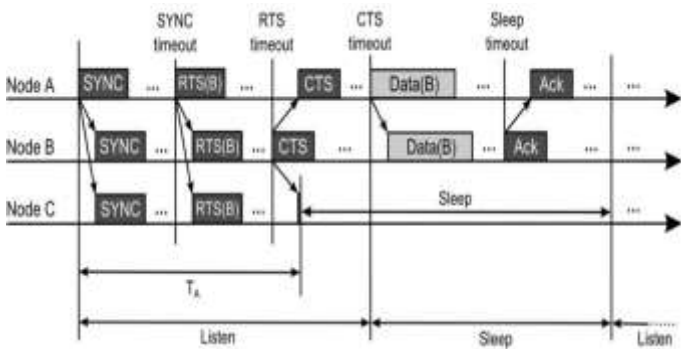 SYNC timeout
RTS timeout
CTS timeout
Sleep timeout
Node A SYNC ... RTS(B) ... CTS ... Data(B) ... Ack ...
Node B SYNC ... RTS(B) ... CTS ... Data(B) ... Ack ... ...
Node C SYNC ... RTS(B) ... Sleep ...
TA
Listen Sleep Listen